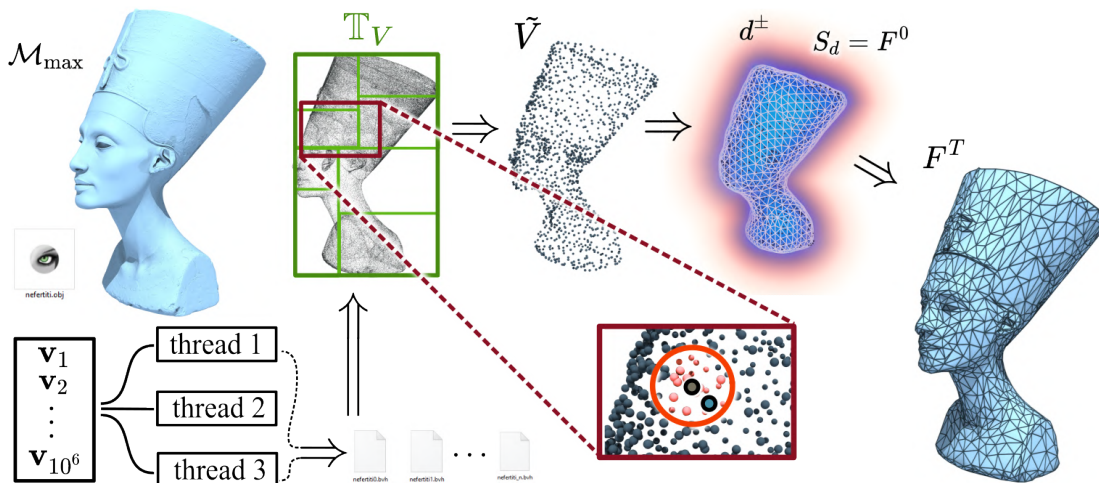 𝓜max
𝕋V
Ṽ
d±
S_d = F⁰
Fᵀ
nefertiti.obj
v₁
v₂
⋮
v₁₀⁶
thread 1
thread 2
thread 3
nefertiti0.bvh
nefertiti1.bvh
...
nefertiti_n.bvh